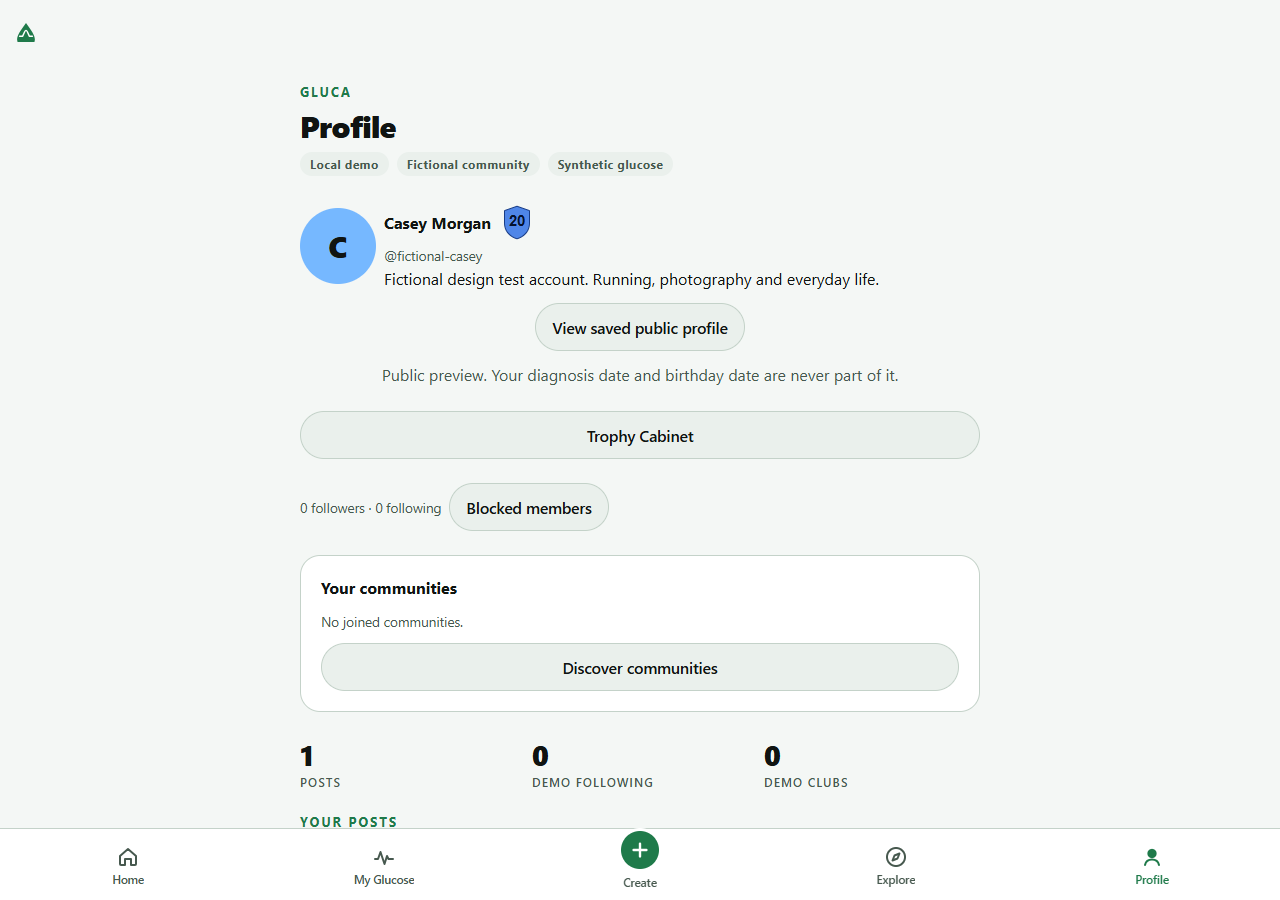 GLUCA
Profile
Local demo
Fictional community
Synthetic glucose
C
Casey Morgan
20
@fictional-casey
Fictional design test account. Running, photography and everyday life.
View saved public profile
Public preview. Your diagnosis date and birthday date are never part of it.
Trophy Cabinet
0 followers · 0 following
Blocked members
Your communities
No joined communities.
Discover communities
1
POSTS
0
DEMO FOLLOWING
0
DEMO CLUBS
YOUR POSTS
Home
My Glucose
Create
Explore
Profile